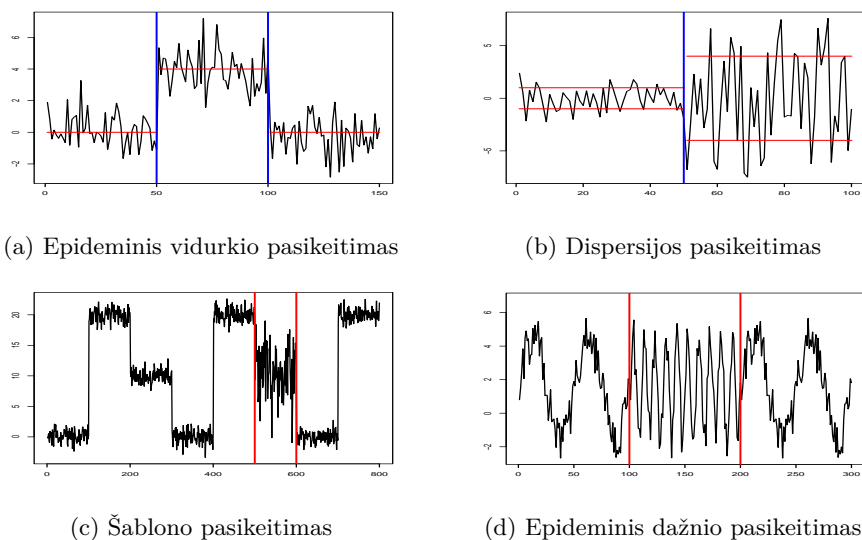 6
4
2
0
-2
0 50 100 150
(a) Epideminis vidurkio pasikeitimas
5
0
-5
0 20 40 60 80 100
(b) Dispersijos pasikeitimas
20
15
10
5
0
0 200 400 600 800
(c) Šablono pasikeitimas
6
4
2
0
-2
0 50 100 150 200 250 300
(d) Epideminis dažnio pasikeitimas